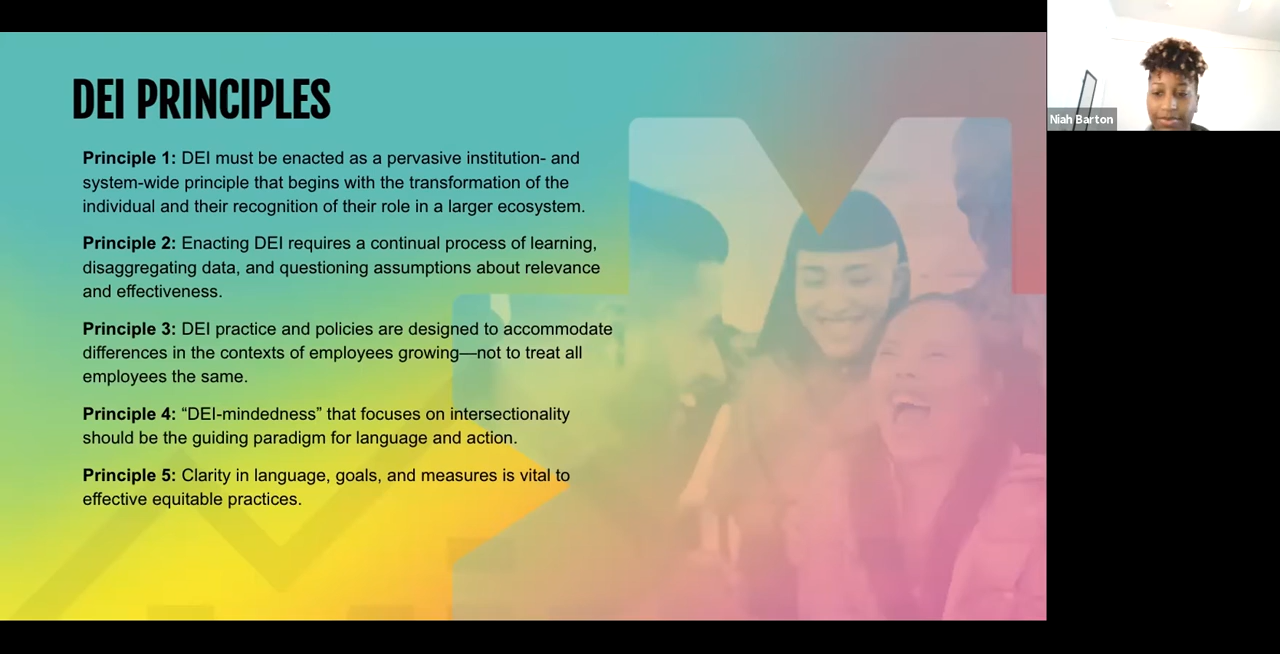 DEI PRINCIPLES
Principle 1: DEI must be enacted as a pervasive institution- and
system-wide principle that begins with the transformation of the
individual and their recognition of their role in a larger ecosystem.
Principle 2: Enacting DEI requires a continual process of learning,
disaggregating data, and questioning assumptions about relevance
and effectiveness.
Principle 3: DEI practice and policies are designed to accommodate
differences in the contexts of employees growing—not to treat all
employees the same.
Principle 4: “DEI-mindedness” that focuses on intersectionality
should be the guiding paradigm for language and action.
Principle 5: Clarity in language, goals, and measures is vital to
effective equitable practices.
Niah Barton